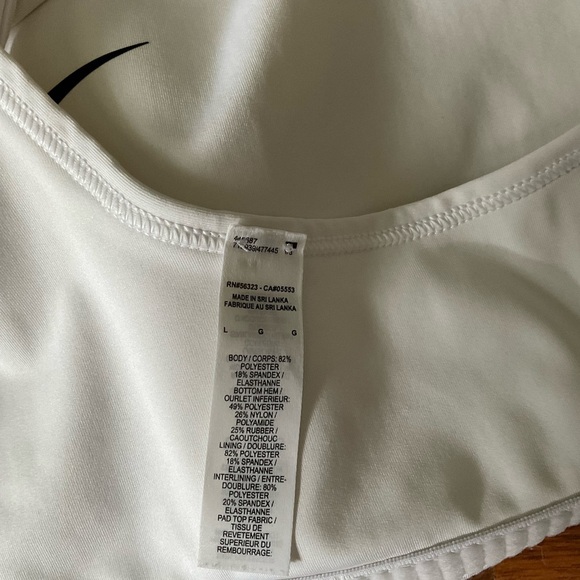 RN#56323 - CA#05553
MADE IN SRI LANKA
FABRIQUE AU SRI LANKA
L G G
BODY / CORPS: 82%
POLYESTER
18% SPANDEX /
ELASTHANNE
BOTTOM HEM /
OURLET INFERIEUR:
49% POLYESTER
26% NYLON /
POLYAMIDE
25% RUBBER /
CAOUTCHOUC
LINING / DOUBLURE:
82% POLYESTER
18% SPANDEX /
ELASTHANNE
INTERLINING / ENTRE-
DOUBLURE: 80%
POLYESTER
20% SPANDEX /
ELASTHANNE
PAD TOP FABRIC /
TISSU DE
REVETEMENT
SUPERIEUR DU
REMBOURRAGE: